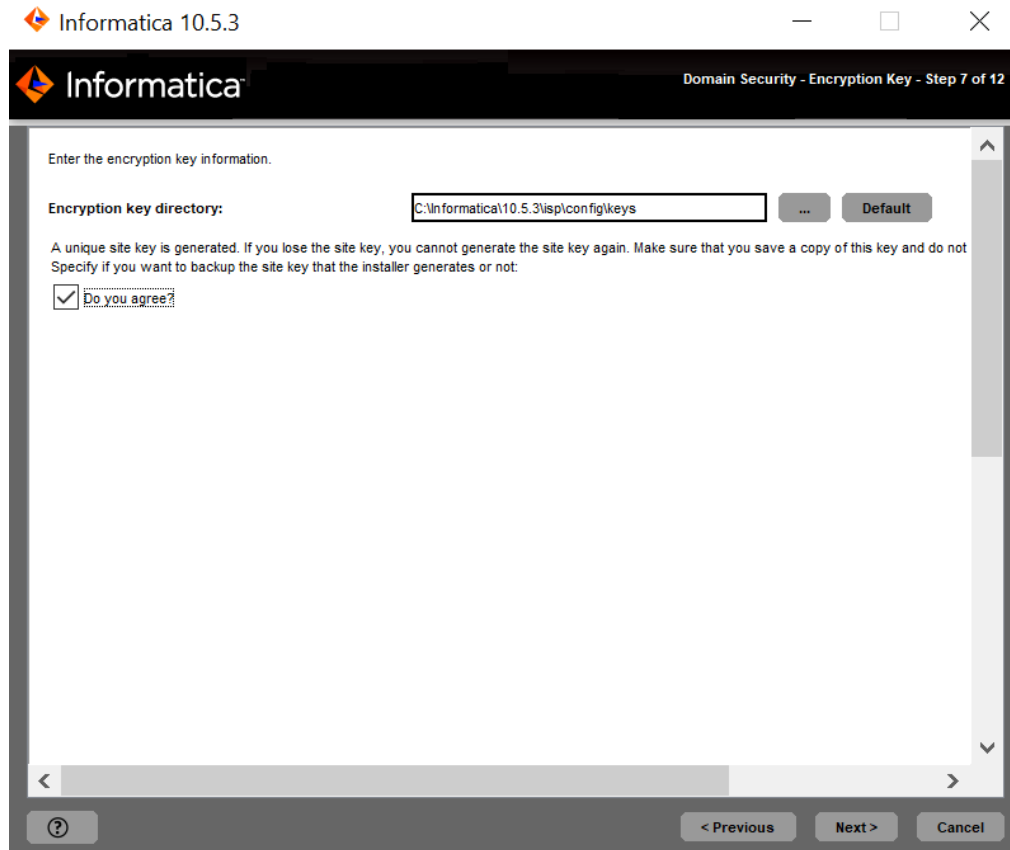 Informatica 10.5.3
Informatica
Domain Security - Encryption Key - Step 7 of 12
Enter the encryption key information.
Encryption key directory:
C:\Informatica\10.5.3\isp\config\keys
...
Default
A unique site key is generated. If you lose the site key, you cannot generate the site key again. Make sure that you save a copy of this key and do not
Specify if you want to backup the site key that the installer generates or not:
Do you agree?
?
< Previous
Next >
Cancel